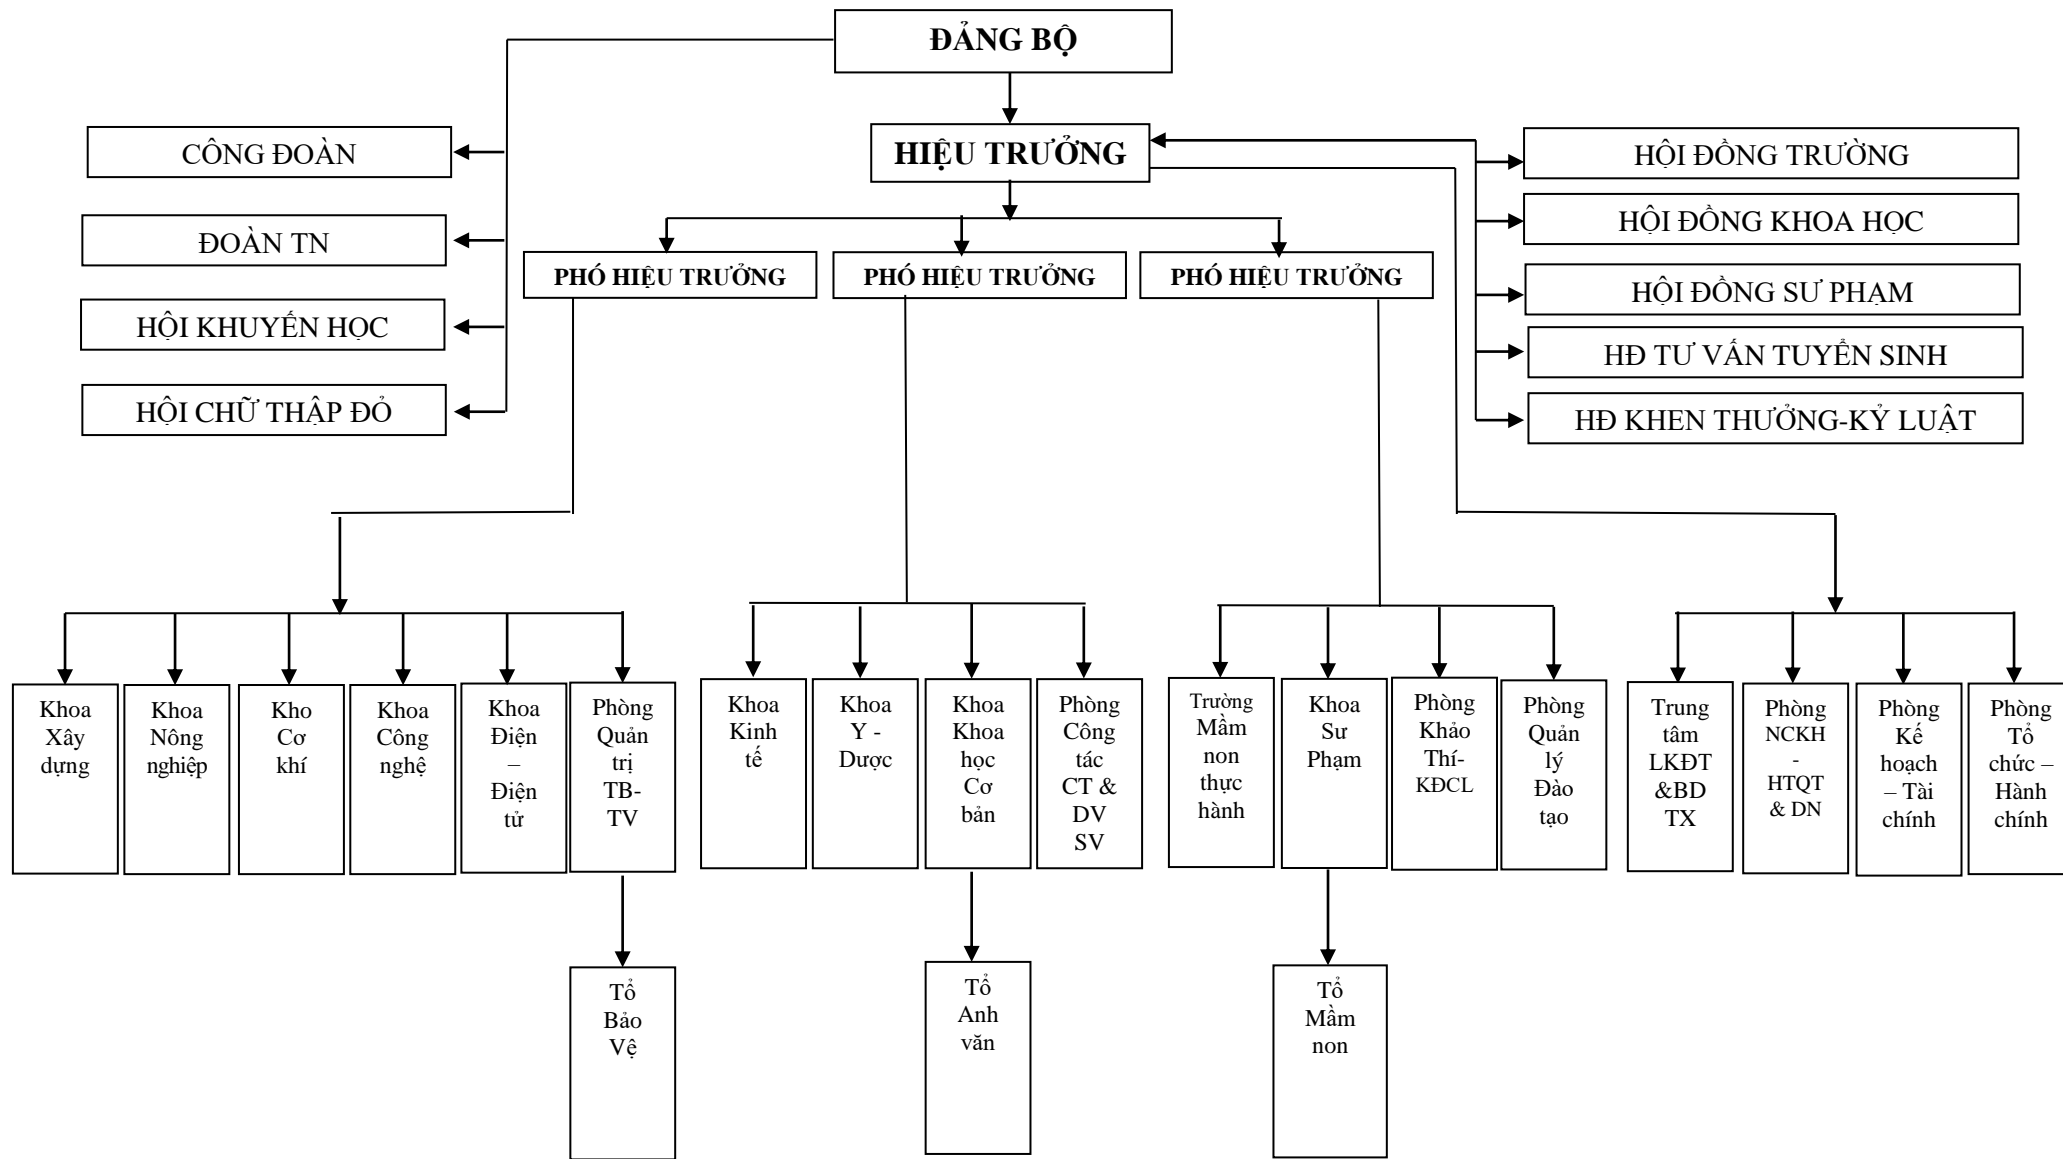 ĐẢNG BỘ
HIỆU TRƯỞNG
CÔNG ĐOÀN
ĐOÀN TN
HỘI KHUYẾN HỌC
HỘI CHỮ THẬP ĐỎ
HỘI ĐỒNG TRƯỜNG
HỘI ĐỒNG KHOA HỌC
HỘI ĐỒNG SƯ PHẠM
HĐ TƯ VẤN TUYỂN SINH
HĐ KHEN THƯỞNG-KỶ LUẬT
PHÓ HIỆU TRƯỞNG
PHÓ HIỆU TRƯỞNG
PHÓ HIỆU TRƯỞNG
Khoa
Xây
dựng
Khoa
Nông
nghiệp
Kho
Cơ
khí
Khoa
Công
nghệ
Khoa
Điện
–
Điện
tử
Phòng
Quản
trị
TB-
TV
Khoa
Kinh
tế
Khoa
Y -
Dược
Khoa
Khoa
học
Cơ
bản
Phòng
Công
tác
CT &
DV
SV
Trường
Mầm
non
thực
hành
Khoa
Sư
Phạm
Phòng
Khảo
Thí-
KĐCL
Phòng
Quản
lý
Đào
tạo
Trung
tâm
LKĐT
&BD
TX
Phòng
NCKH
-
HTQT
& DN
Phòng
Kế
hoạch
– Tài
chính
Phòng
Tổ
chức –
Hành
chính
Tổ
Bảo
Vệ
Tổ
Anh
văn
Tổ
Mầm
non